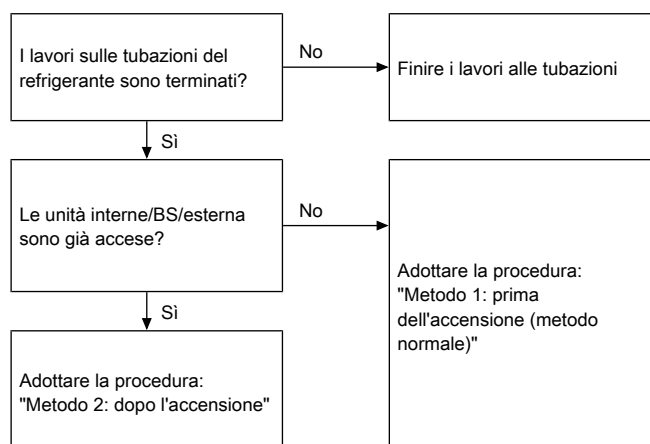 I lavori sulle tubazioni del
refrigerante sono terminati?
No
Finire i lavori alle tubazioni
Sì
Le unità interne/BS/esterna
sono già accese?
No
Adottare la procedura:
"Metodo 1: prima
dell'accensione (metodo
normale)"
Sì
Adottare la procedura:
"Metodo 2: dopo l'accensione"